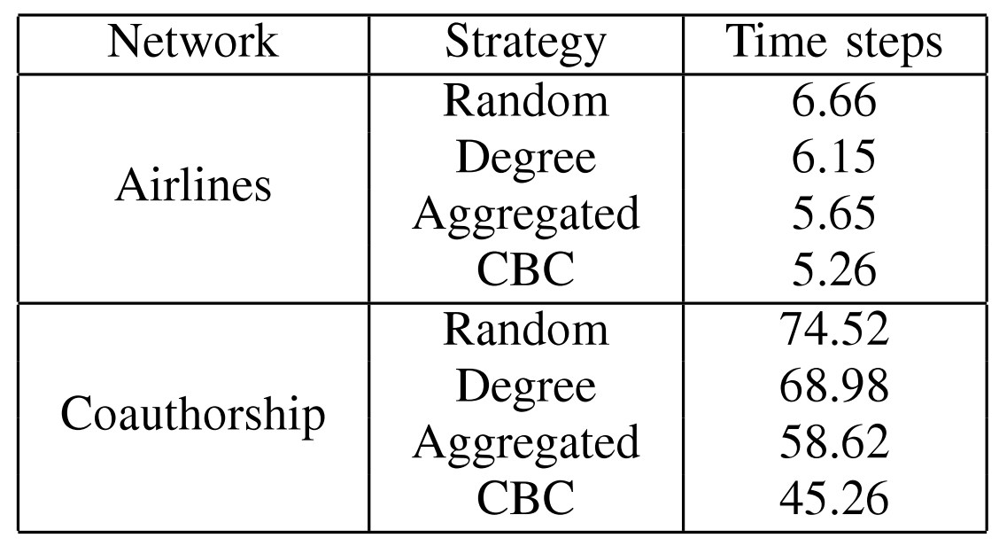 Network Strategy Time steps
Airlines
Random 6.66
Degree 6.15
Aggregated 5.65
CBC 5.26
Coauthorship
Random 74.52
Degree 68.98
Aggregated 58.62
CBC 45.26